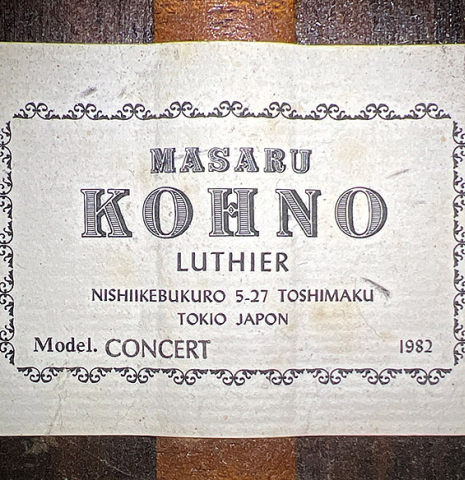 MASARU
KOHNO
LUTHIER
NISHIIKEBUKURO 5-27 TOSHIMAKU
TOKIO JAPON
Model. CONCERT 1982